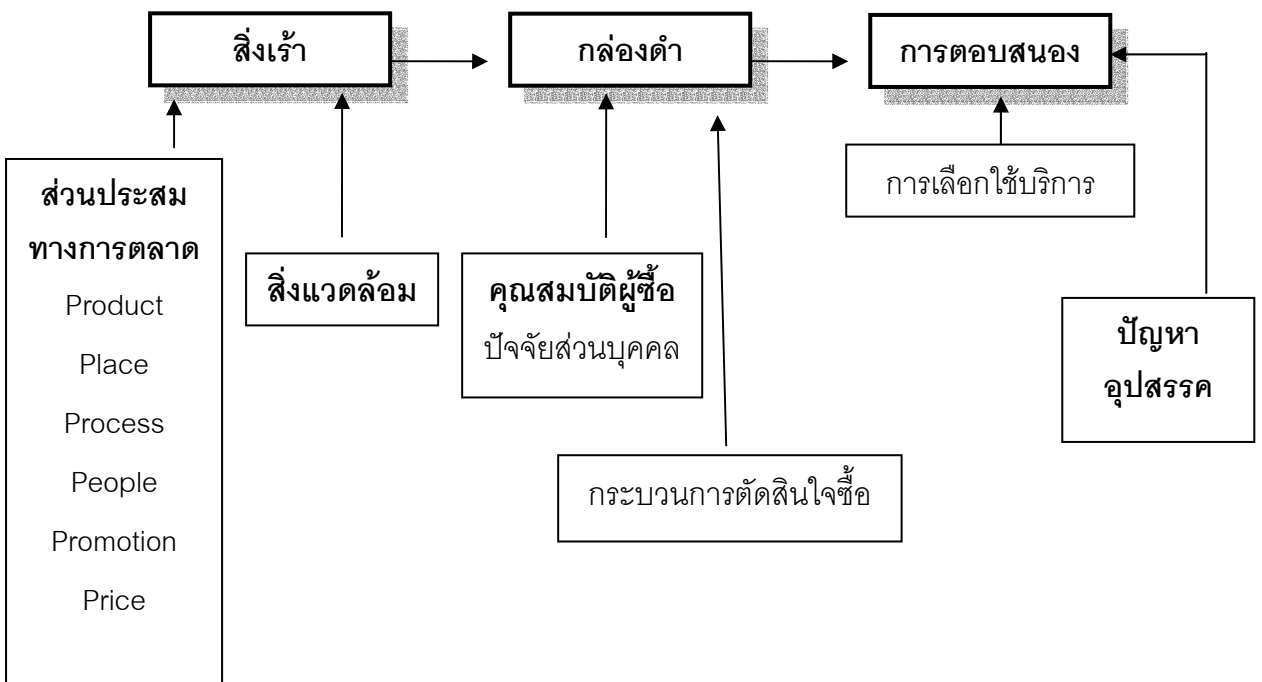 สิ่งเร้า
กล่องดำ
การตอบสนอง
ส่วนประสม
ทางการตลาด
Product
Place
Process
People
Promotion
Price
สิ่งแวดล้อม
คุณสมบัติผู้ซื้อ
ปัจจัยส่วนบุคคล
กระบวนการตัดสินใจซื้อ
การเลือกใช้บริการ
ปัญหา
อุปสรรค